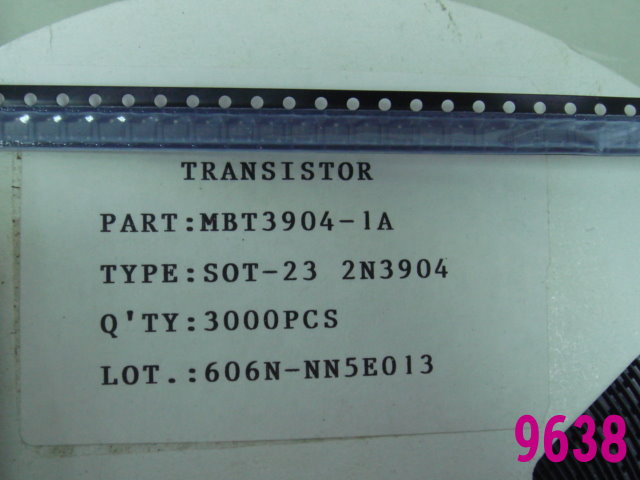 TRANSISTOR
PART:MBT3904-1A
TYPE:SOT-23 2N3904
Q'TY:3000PCS
LOT.:606N-NN5E013
9638